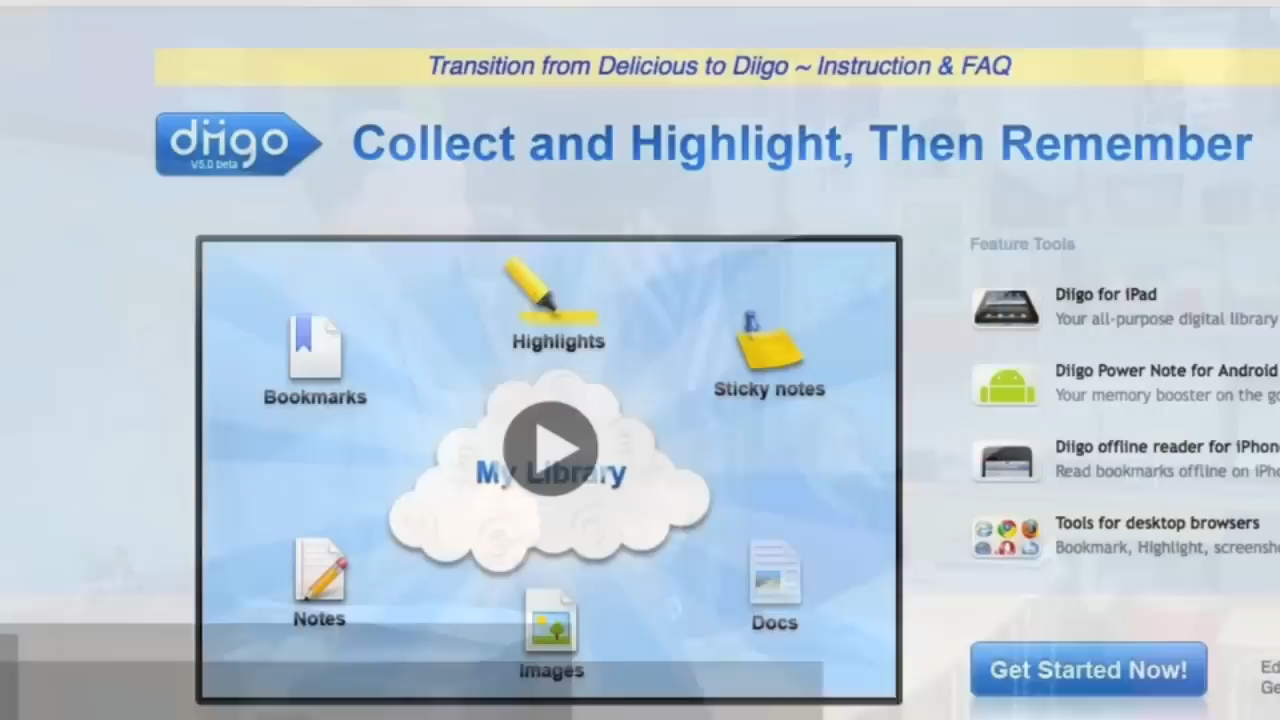 Transition from Delicious to Diigo ~ Instruction & FAQ
diigo
V5.0 beta
Collect and Highlight, Then Remember
Feature Tools
Highlights
Bookmarks
Sticky notes
My Library
Notes
Images
Docs
Diigo for iPad
Your all-purpose digital library
Diigo Power Note for Android
Your memory booster on the go
Diigo offline reader for iPhon
Read bookmarks offline on iPh
Tools for desktop browsers
Bookmark, Highlight, screensh
Get Started Now!
Ed
Ge